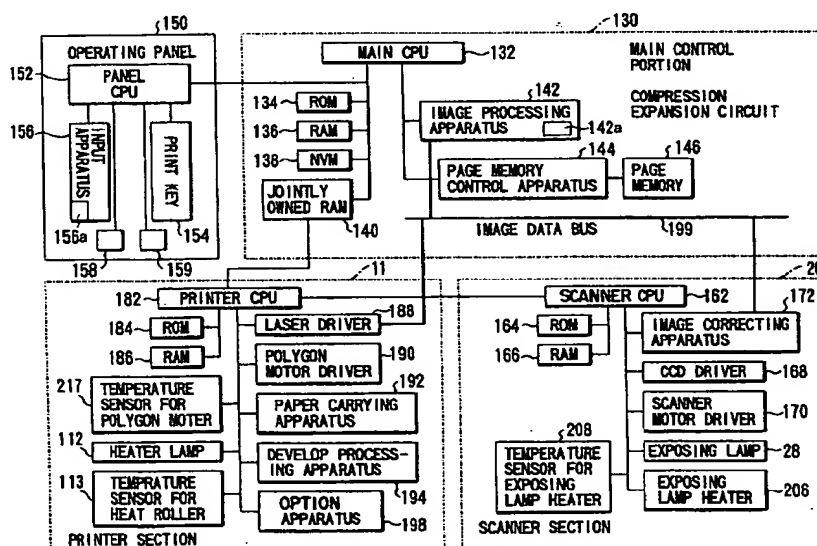 150
OPERATING PANEL
152
PANEL
CPU
156
INPUT
APPARATUS
156a
PRINT KEY
154
158
159
130
MAIN CPU
132
MAIN CONTROL
PORTION
COMPRESSION
EXPANSION CIRCUIT
134
ROM
136
RAM
138
NVM
JOINTLY
OWNED RAM
140
142
IMAGE PROCESSING
APPARATUS
142a
144
PAGE MEMORY
CONTROL APPARATUS
146
PAGE
MEMORY
IMAGE DATA BUS
199
11
182
PRINTER CPU
184
ROM
186
RAM
188
LASER DRIVER
190
POLYGON
MOTOR DRIVER
217
TEMPERATURE
SENSOR FOR
POLYGON MOTER
192
PAPER CARRYING
APPARATUS
112
HEATER LAMP
DEVELOP PROCESS-
ING APPARATUS
194
113
TEMPRATURE
SENSOR FOR
HEAT ROLLER
OPTION
APPARATUS
198
PRINTER SECTION
SCANNER CPU
162
164
ROM
166
RAM
172
IMAGE CORRECTING
APPARATUS
CCD DRIVER
168
SCANNER
MOTOR DRIVER
170
208
TEMPERATURE
SENSOR FOR
EXPOSING
LAMP HEATER
EXPOSING LAMP
28
EXPOSING
LAMP HEATER
206
SCANNER SECTION